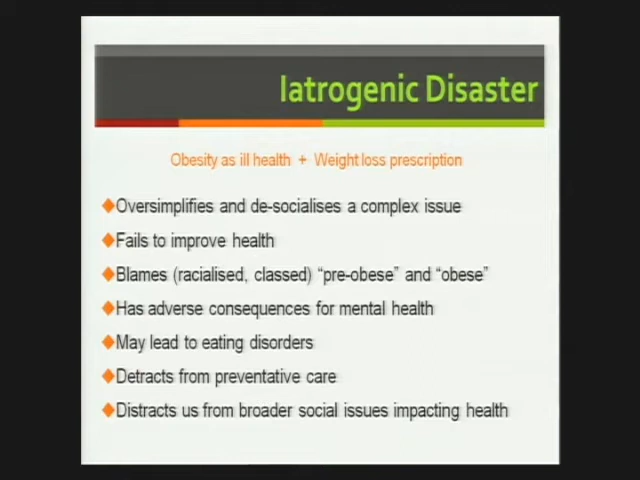 Iatrogenic Disaster
Obesity as ill health + Weight loss prescription
Oversimplifies and de-socialises a complex issue
Fails to improve health
Blames (racialised, classed) “pre-obese” and “obese”
Has adverse consequences for mental health
May lead to eating disorders
Detracts from preventative care
Distracts us from broader social issues impacting health